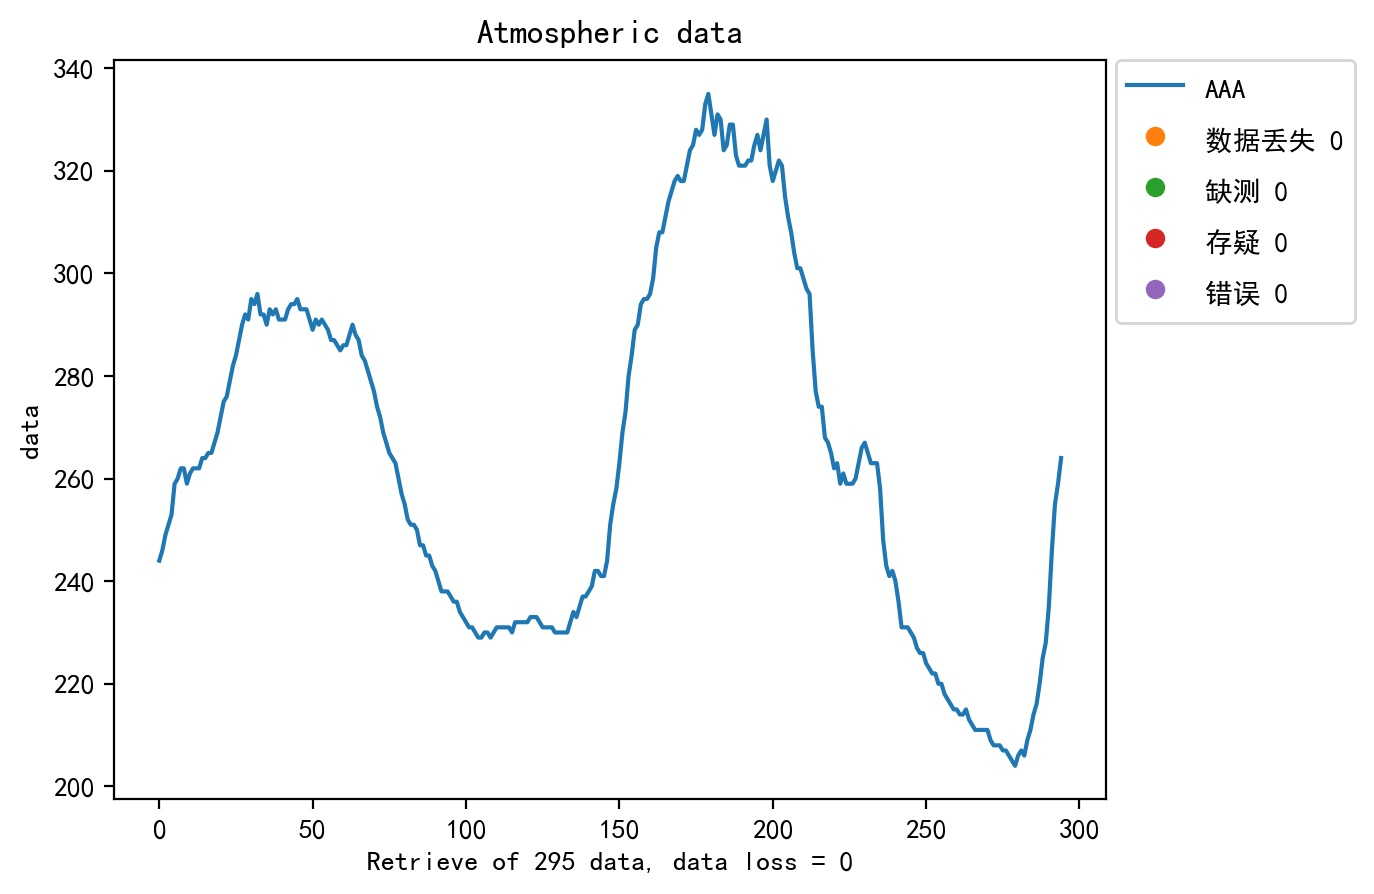 Atmospheric data
340
320
300
280
260
240
220
200
data
0 50 100 150 200 250 300
Retrieve of 295 data, data loss = 0
AAA
数据丢失 0
缺测 0
存疑 0
错误 0